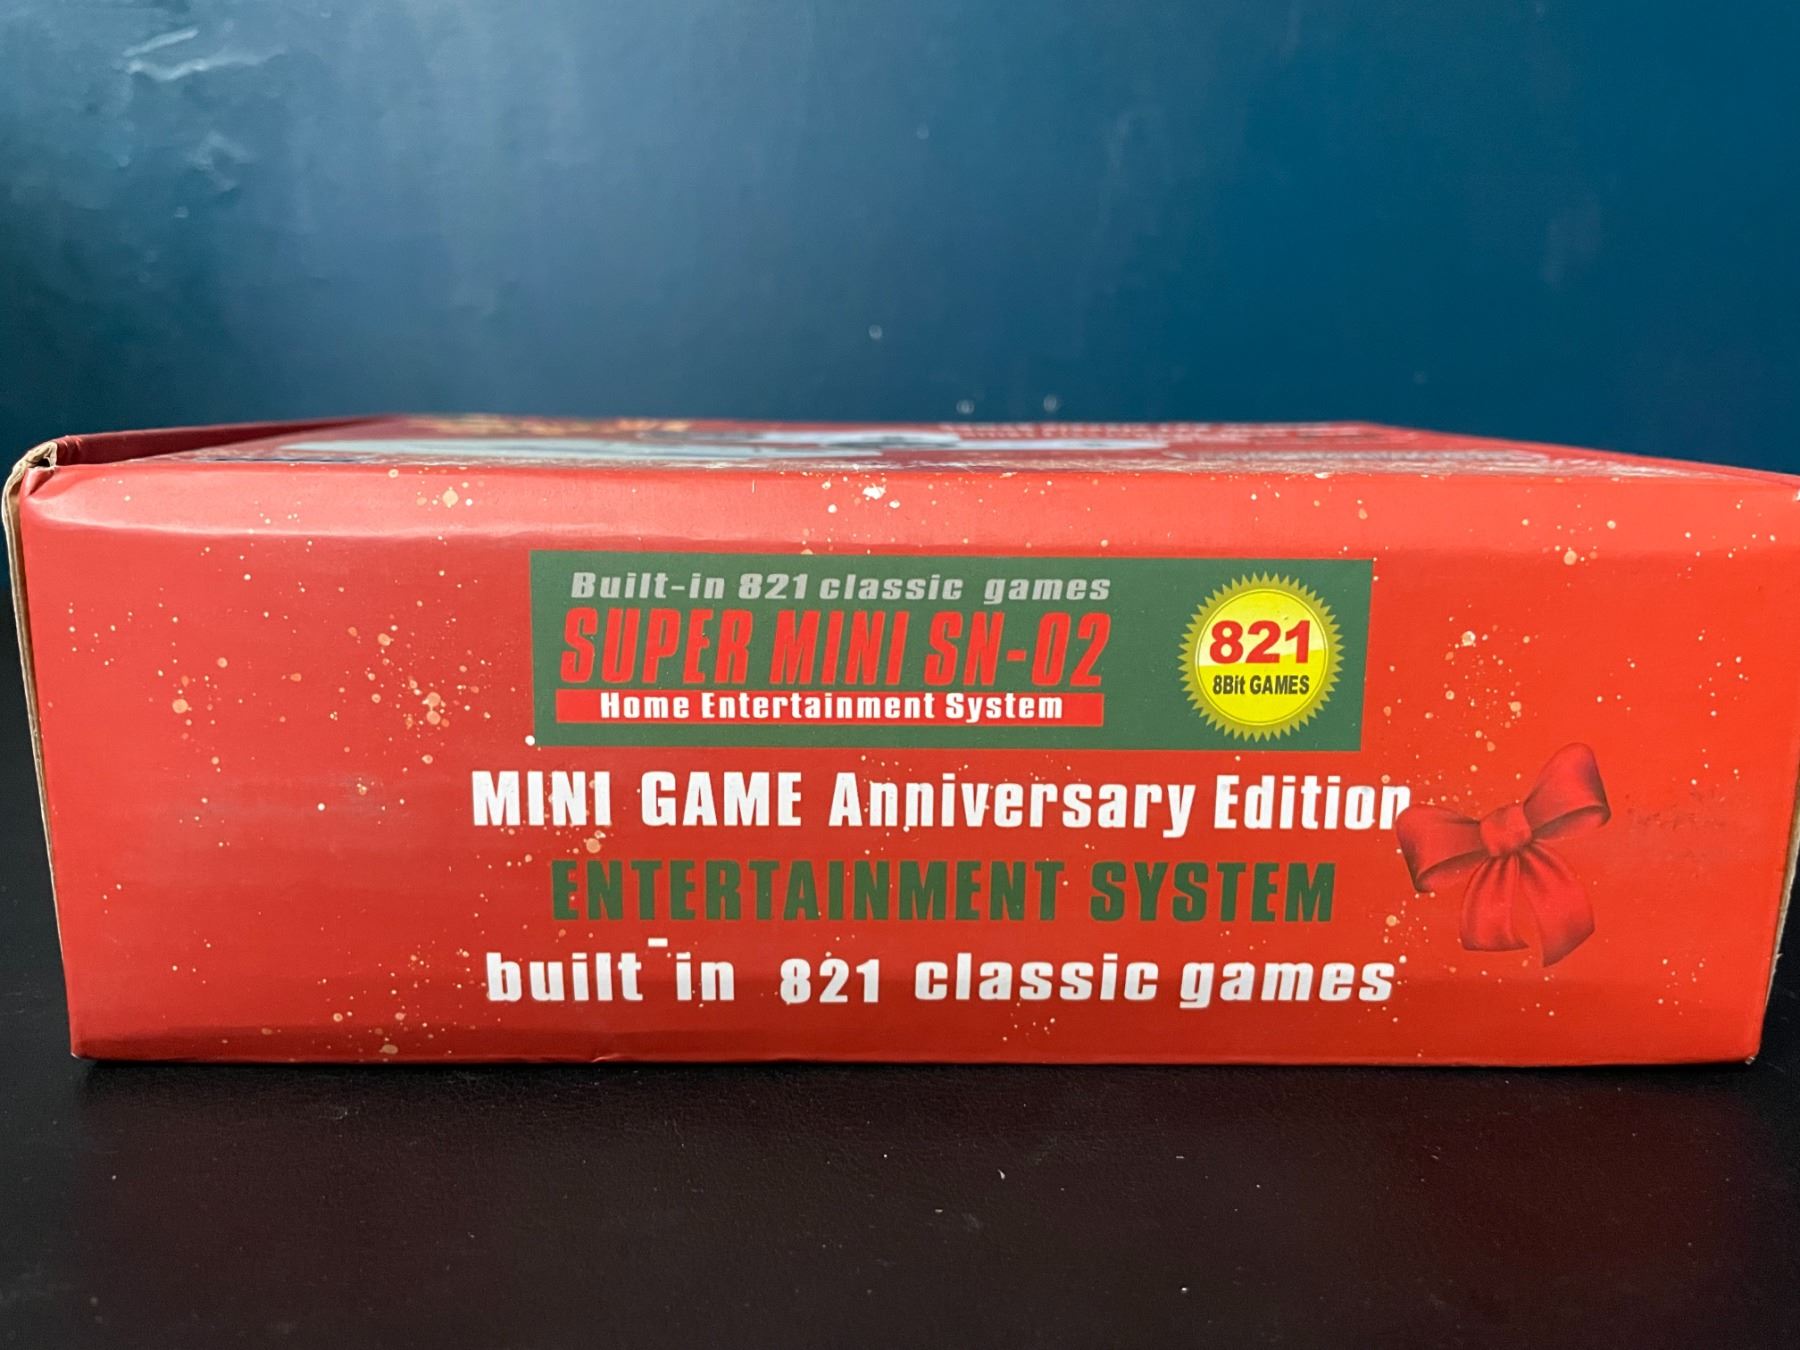 Built-in 821 classic games
SUPER MINI SN-02
Home Entertainment System
821
8Bit GAMES
MINI GAME Anniversary Edition
ENTERTAINMENT SYSTEM
built-in 821 classic games